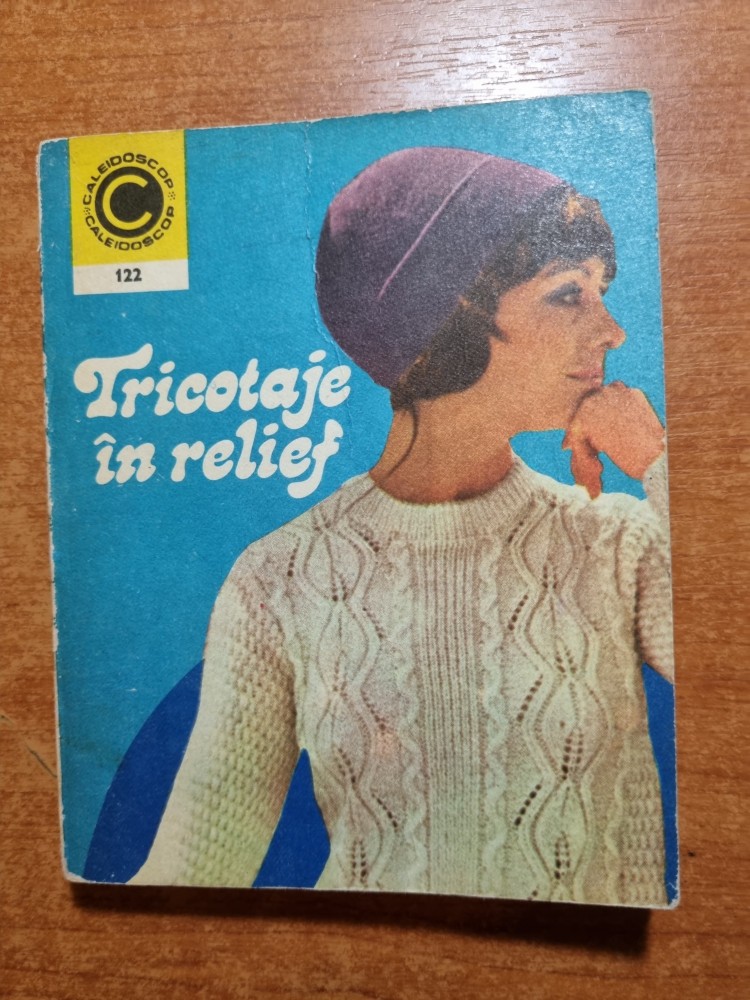 CALEIDOSCOP
C
CALEIDOSCOP
122
Tricotaje
în relief